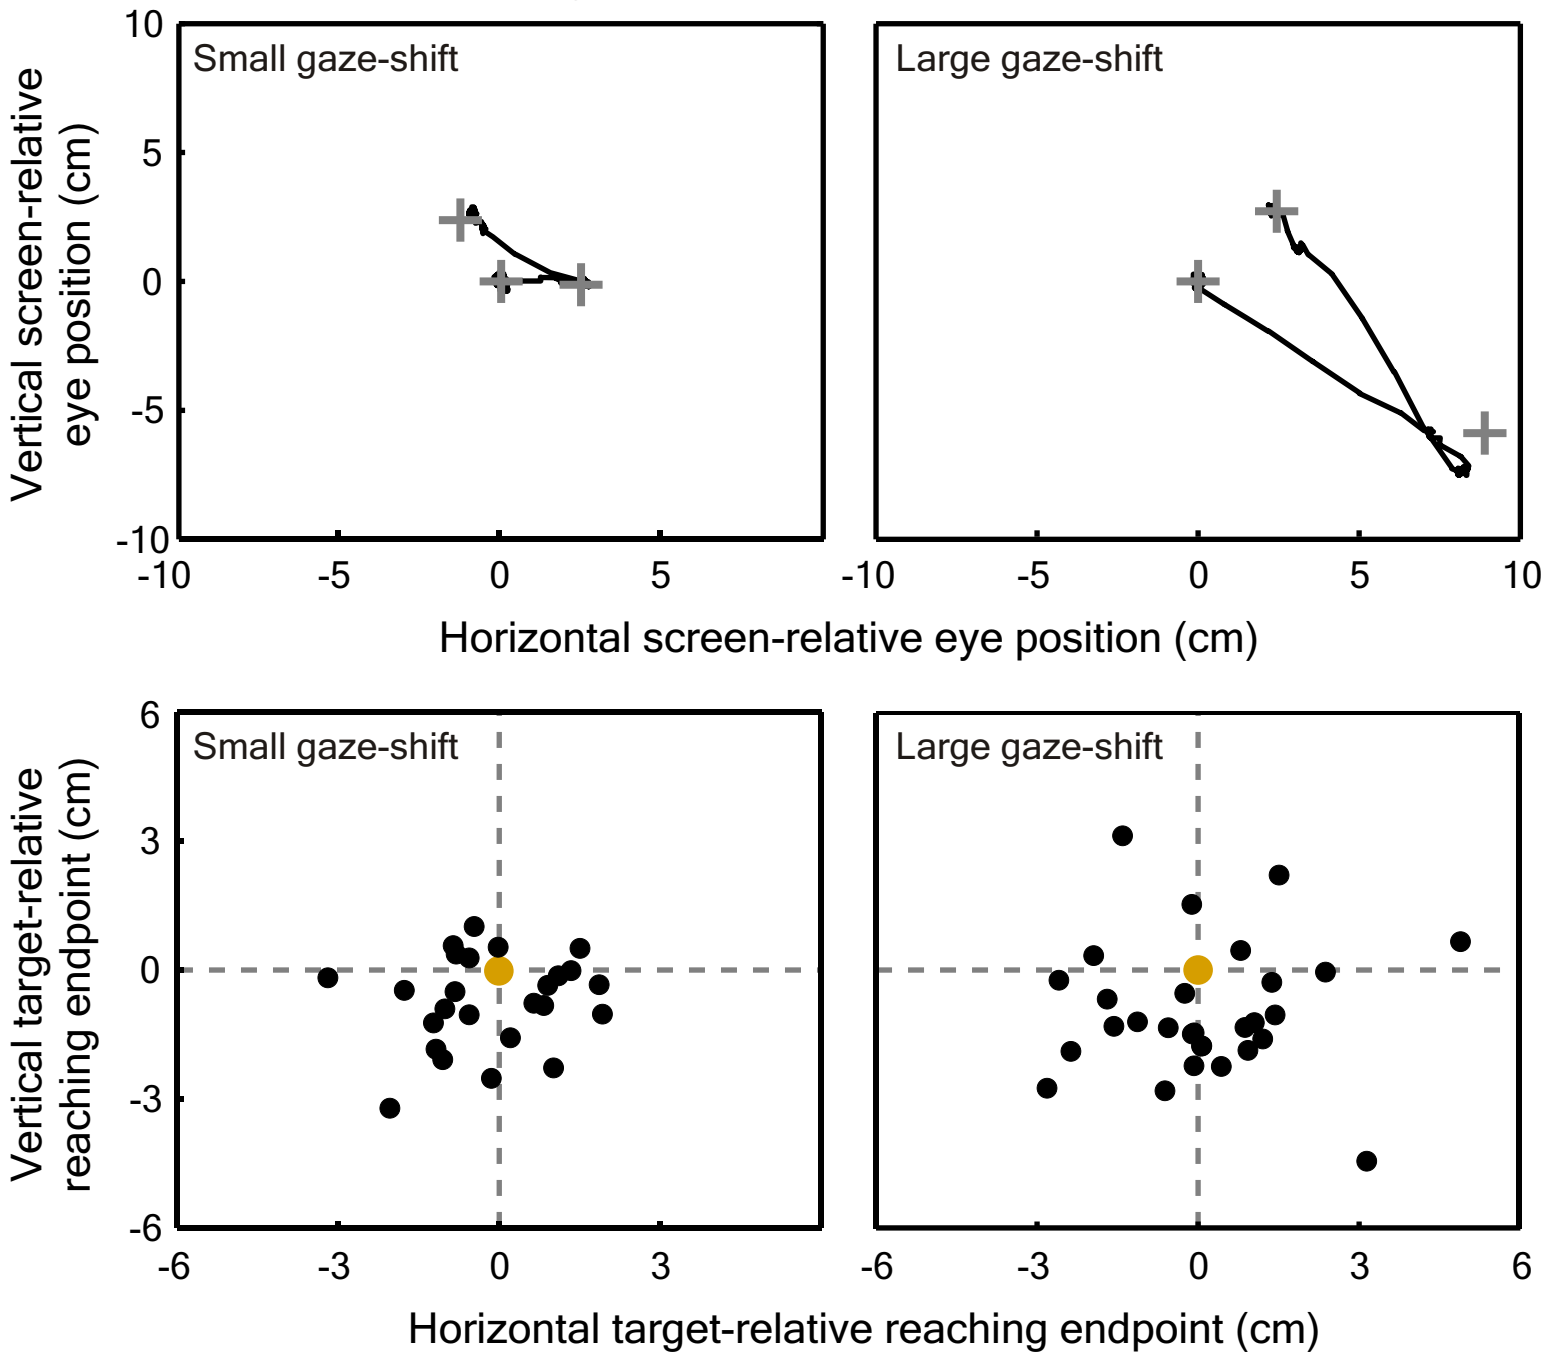 Small gaze-shift
Large gaze-shift
Vertical screen-relative
eye position (cm)
10
5
0
-5
-10
-10 -5 0 5
-10 -5 0 5 10
Horizontal screen-relative eye position (cm)
Small gaze-shift
Large gaze-shift
Vertical target-relative
reaching endpoint (cm)
6
3
0
-3
-6
-6 -3 0 3
-6 -3 0 3 6
Horizontal target-relative reaching endpoint (cm)